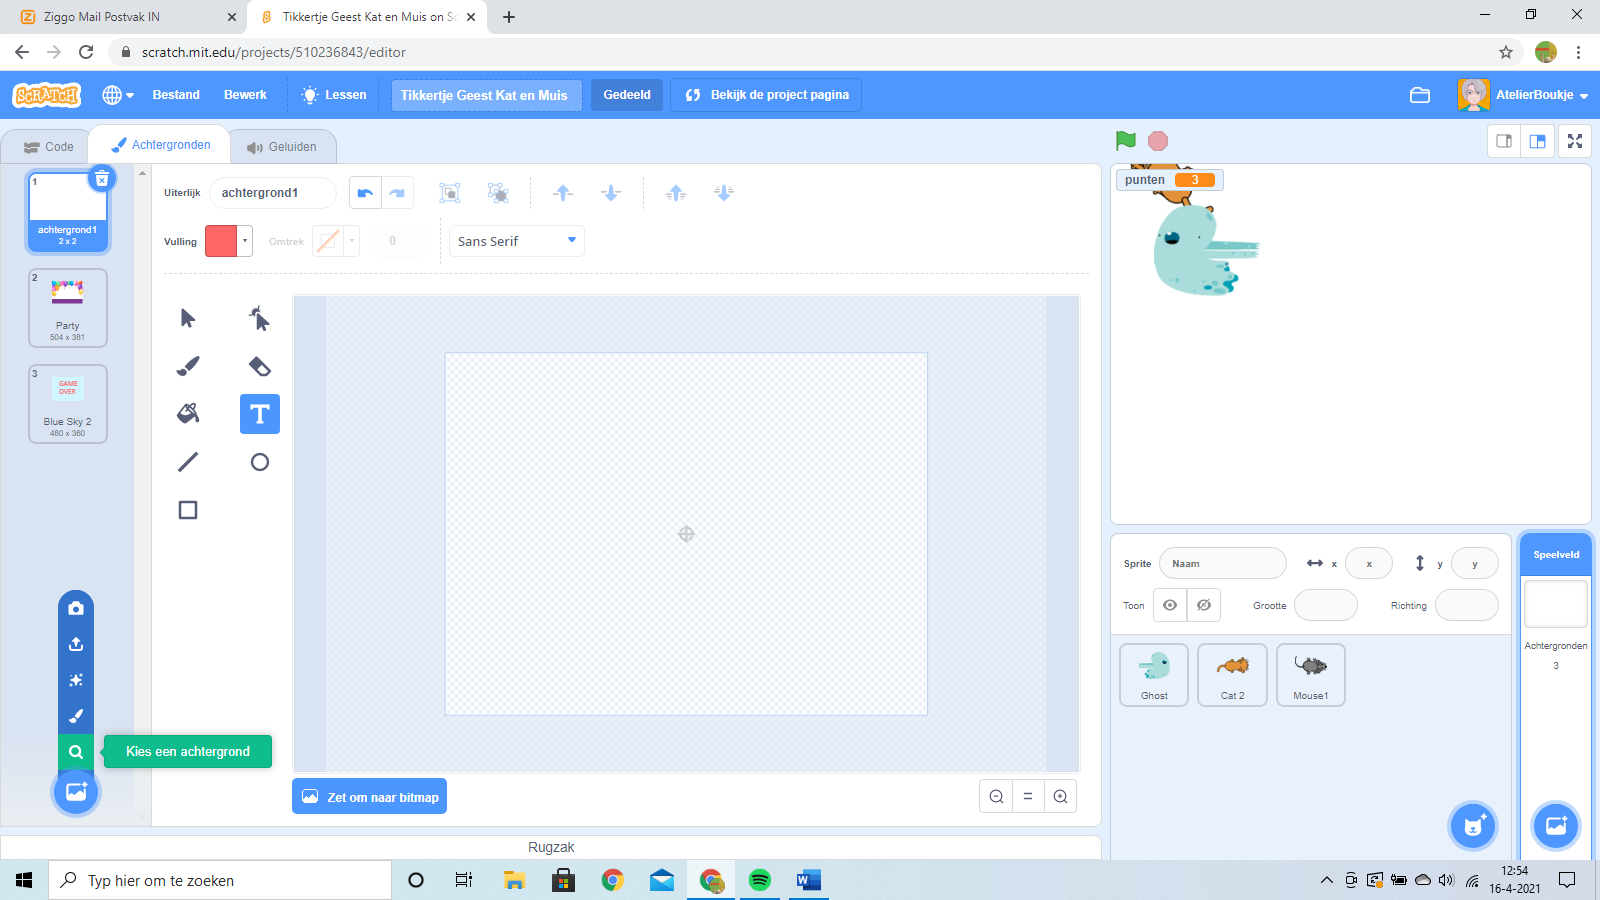 Ziggo Mail Postvak IN
Tikkertje Geest Kat en Muis on Sc
scratch.mit.edu/projects/510236843/editor
SCRATCH
Bestand
Bewerk
Lessen
Tikkertje Geest Kat en Muis
Gedeeld
Bekijk de project pagina
AtelierBoukje
Code
Achtergronden
Geluiden
1
achtergrond1
2 x 2
2
Party
504 x 381
3
GAME
OVER
Blue Sky 2
480 x 360
Uiterlijk
achtergrond1
Vulling
Omtrek
0
Sans Serif
T
Kies een achtergrond
Zet om naar bitmap
=
Rugzak
punten 3
Sprite
Naam
x
x
y
y
Toon
Grootte
Richting
Ghost
Cat 2
Mouse1
Speelveld
Achtergronden
3
Typ hier om te zoeken
W
12:54
16-4-2021